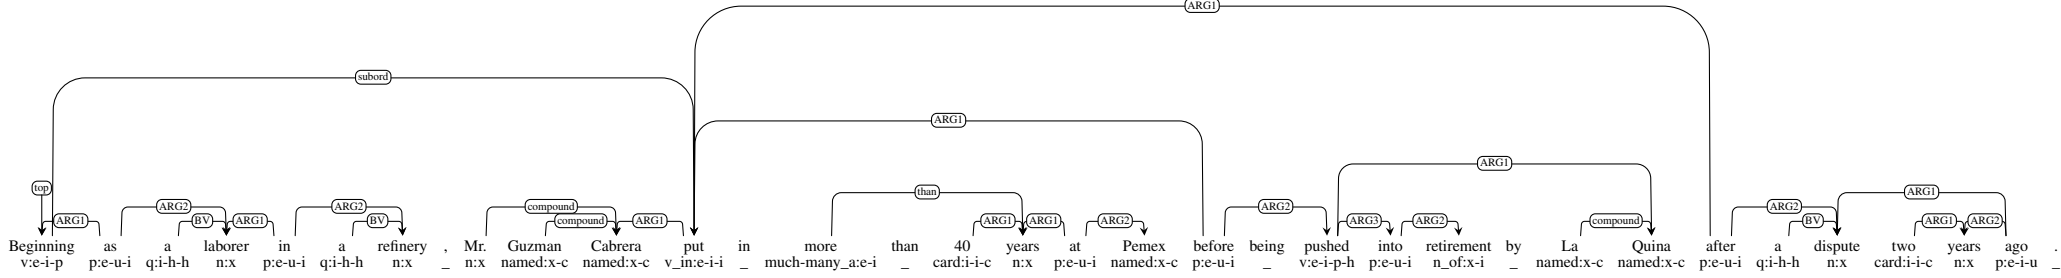 ARG1
subord
ARG1
ARG1
top than
ARG2 ARG2 compound ARG2 ARG2 ARG1
ARG1 BV ARG1 BV compound ARG1 ARG1 ARG1 ARG2 ARG3 ARG2 compound BV ARG1 ARG2
Beginning as a laborer in a refinery , Mr. Guzman Cabrera put in more than 40 years at Pemex before being pushed into retirement by La Quina after a dispute two years ago .
v:e-i-p p:e-u-i q:i-h-h n:x p:e-u-i q:i-h-h n:x _ n:x named:x-c named:x-c v_in:e-i-i _ much-many_a:e-i _ card:i-i-c n:x p:e-u-i named:x-c p:e-u-i _ v:e-i-p-h p:e-u-i n_of:x-i _ named:x-c named:x-c p:e-u-i q:i-h-h n:x card:i-i-c n:x p:e-i-u _